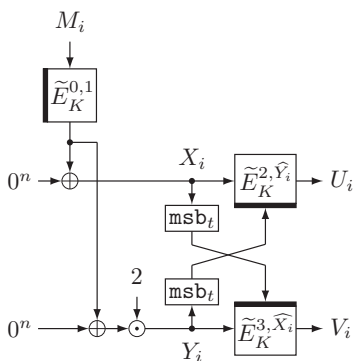 M_i
\widetilde{E}_K^{0,1}
0^n X_i \widetilde{E}_K^{2,\widehat{Y_i}} U_i
msb_t
2 msb_t
0^n Y_i \widetilde{E}_K^{3,\widehat{X_i}} V_i